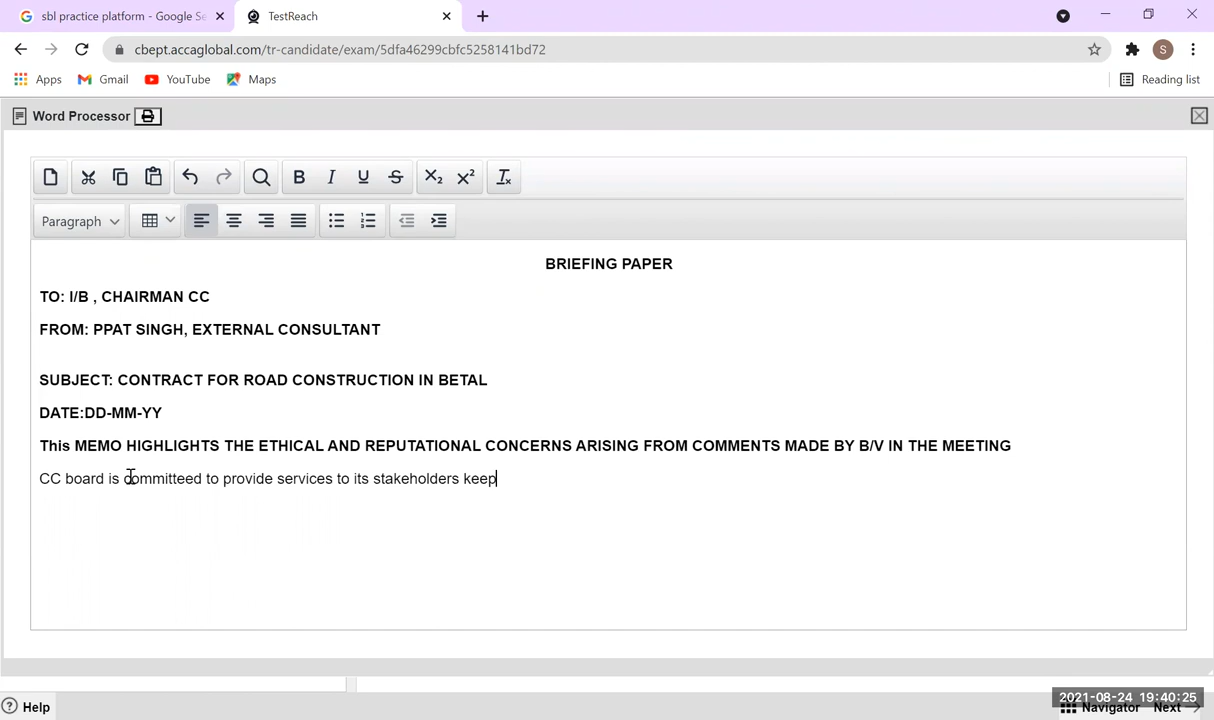 sbl practice platform - Google Se
TestReach
cbept.accaglobal.com/tr-candidate/exam/5dfa46299cbfc5258141bd72
S
Apps
Gmail
YouTube
Maps
Reading list
Word Processor
Paragraph
BRIEFING PAPER
TO: I/B , CHAIRMAN CC
FROM: PPAT SINGH, EXTERNAL CONSULTANT
SUBJECT: CONTRACT FOR ROAD CONSTRUCTION IN BETAL
DATE:DD-MM-YY
This MEMO HIGHLIGHTS THE ETHICAL AND REPUTATIONAL CONCERNS ARISING FROM COMMENTS MADE BY B/V IN THE MEETING
CC board is committeed to provide services to its stakeholders keep
Help
2021-08-24 19:40:25
Navigator
Next